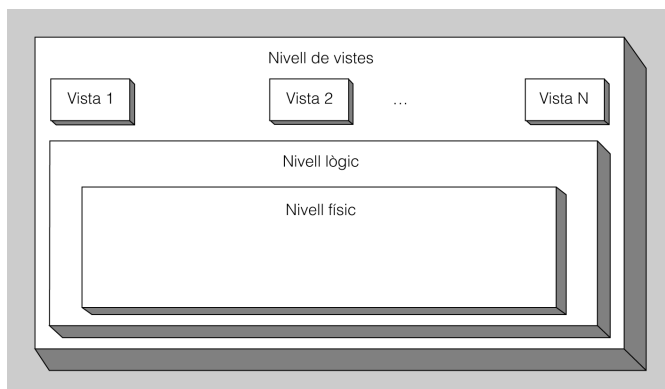 Nivell de vistes
Vista 1 Vista 2 … Vista N
Nivell lògic
Nivell físic